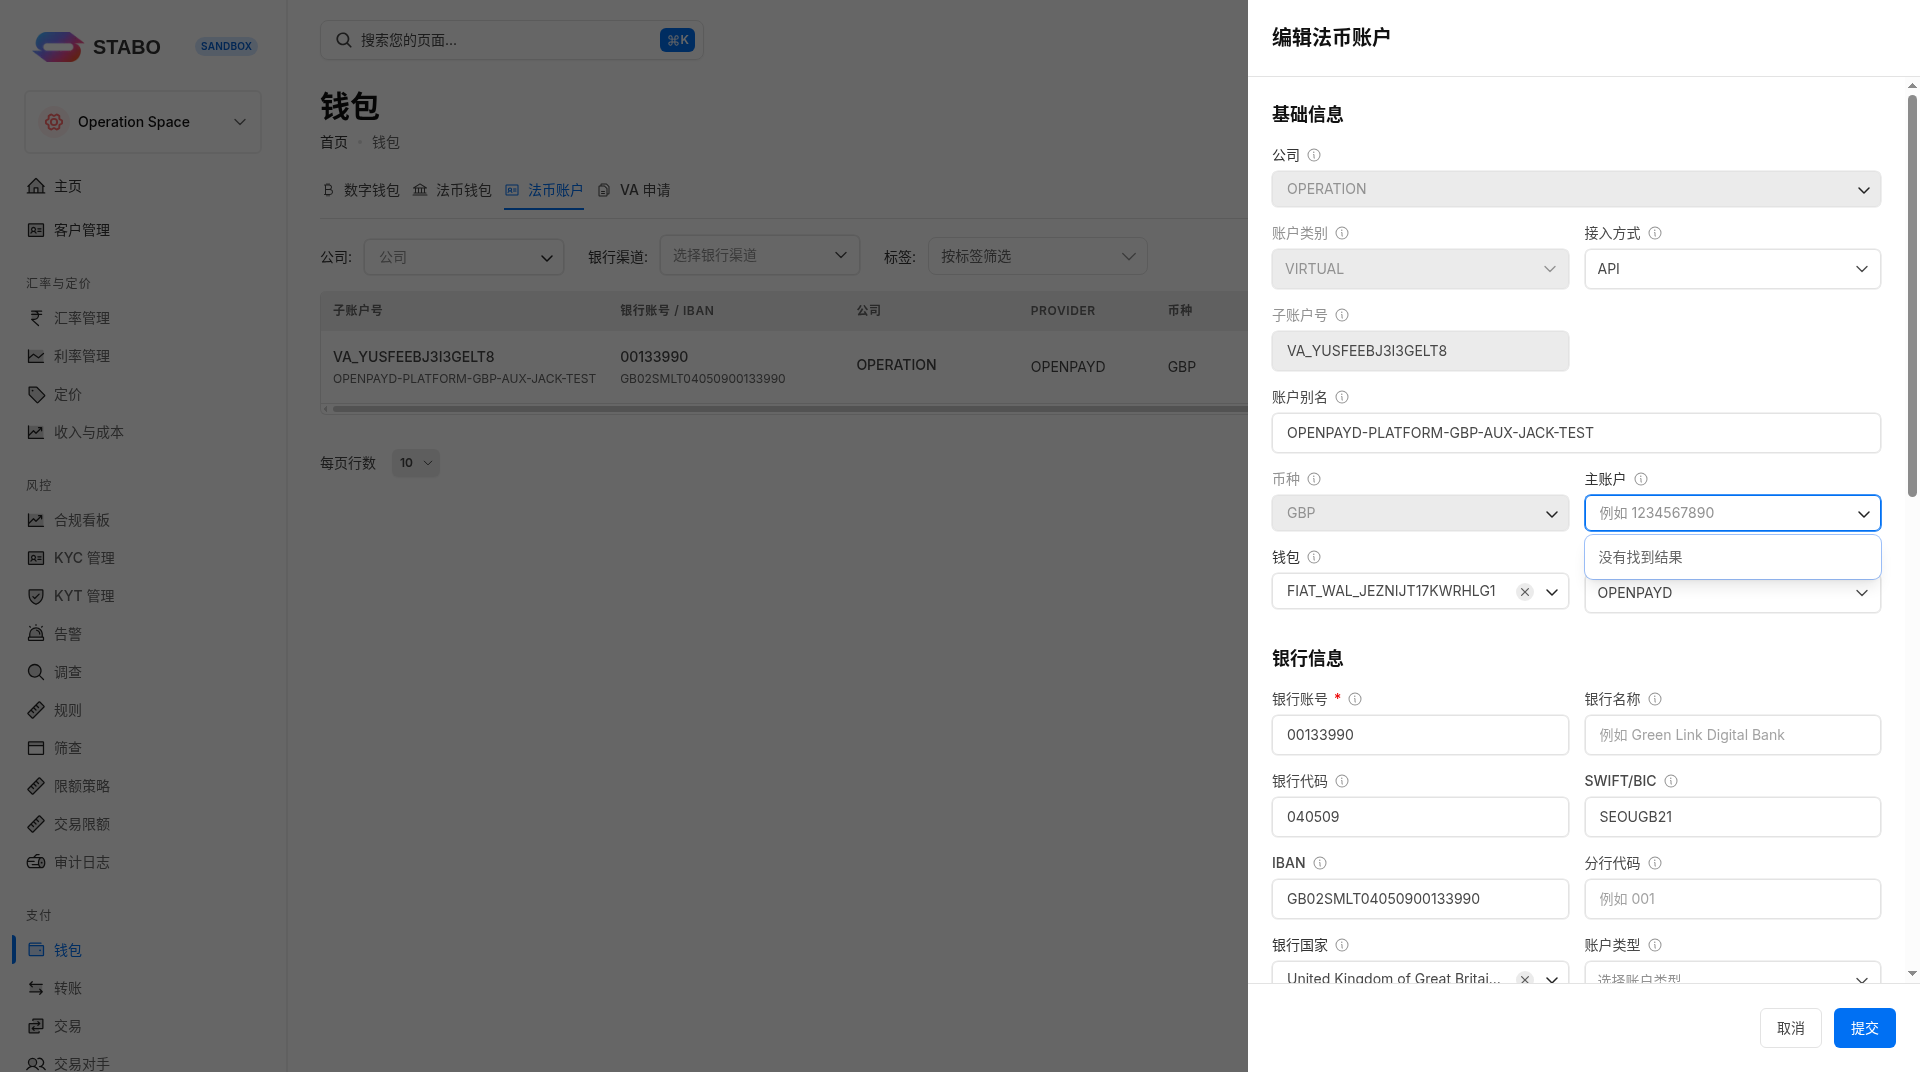 STABO
SANDBOX
Operation Space
主页
客户管理
汇率与定价
汇率管理
利率管理
定价
收入与成本
风控
合规看板
KYC 管理
KYT 管理
告警
调查
规则
筛查
限额策略
交易限额
审计日志
支付
钱包
转账
交易
交易对手
搜索您的页面...
⌘K
钱包
首页 • 钱包
数字钱包 法币钱包 法币账户 VA 申请
公司: 公司 银行渠道: 选择银行渠道 标签: 按标签筛选
子账户号 银行账号 / IBAN 公司 PROVIDER 币种
VA_YUSFEEBJ3I3GELT8 00133990 OPERATION OPENPAYD GBP
OPENPAYD-PLATFORM-GBP-AUX-JACK-TEST GB02SMLT04050900133990
每页行数 10
编辑法币账户
基础信息
公司
OPERATION
账户类别 接入方式
VIRTUAL API
子账户号
VA_YUSFEEBJ3I3GELT8
账户别名
OPENPAYD-PLATFORM-GBP-AUX-JACK-TEST
币种 主账户
GBP 例如 1234567890
没有找到结果
钱包
FIAT_WAL_JEZNIJT17KWRHLG1 OPENPAYD
银行信息
银行账号 * 银行名称
00133990 例如 Green Link Digital Bank
银行代码 SWIFT/BIC
040509 SEOUGB21
IBAN 分行代码
GB02SMLT04050900133990 例如 001
银行国家 账户类型
United Kingdom of Great Britai... 选择账户类型
取消 提交